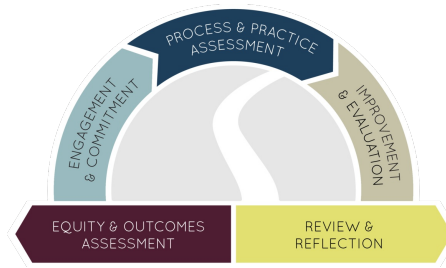 PROCESS & PRACTICE
ASSESSMENT
ENGAGEMENT
& COMMITMENT
IMPROVEMENT
& EVALUATION
EQUITY & OUTCOMES
ASSESSMENT
REVIEW &
REFLECTION